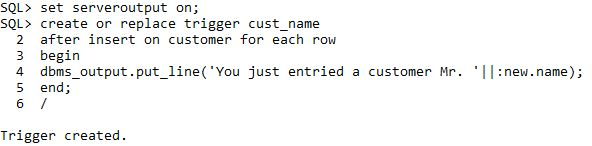 SQL> set serveroutput on;
SQL> create or replace trigger cust_name
2 after insert on customer for each row
3 begin
4 dbms_output.put_line('You just entried a customer Mr. '||:new.name);
5 end;
6 /
Trigger created.